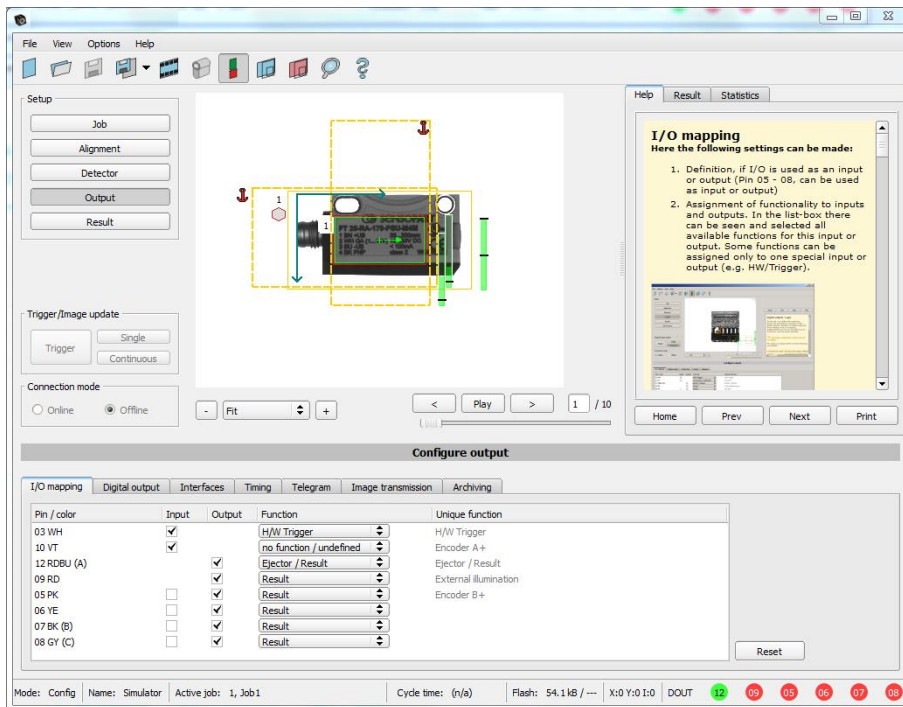 File View Options Help
Setup
Job
Alignment
Detector
Output
Result
Trigger/Image update
Trigger
Single
Continuous
Connection mode
Online Offline
1
1
- Fit +
< Play > 1 / 10
Help Result Statistics
I/O mapping
Here the following settings can be made:
1. Definition, if I/O is used as an input
or output (Pin 05 - 08, can be used
as input or output)
2. Assignment of functionality to inputs
and outputs. In the list-box there
can be seen and selected all
available functions for this input or
output. Some functions can be
assigned only to one special input or
output (e.g. HW/Trigger).
Home Prev Next Print
Configure output
I/O mapping Digital output Interfaces Timing Telegram Image transmission Archiving
Pin / color Input Output Function Unique function
03 WH H/W Trigger H/W Trigger
10 VT no function / undefined Encoder A+
12 RDBU (A) Ejector / Result Ejector / Result
09 RD Result External illumination
05 PK Result Encoder B+
06 YE Result
07 BK (B) Result
08 GY (C) Result
Reset
Mode: Config Name: Simulator Active job: 1, Job1 Cycle time: (n/a) Flash: 54.1 kB / --- X:0 Y:0 I:0 DOUT 12 09 05 06 07 08